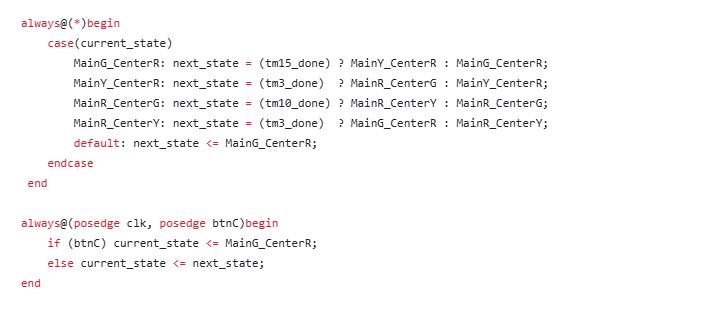 always@(*)begin
    case(current_state)
        MainG_CenterR: next_state = (tm15_done) ? MainY_CenterR : MainG_CenterR;
        MainY_CenterR: next_state = (tm3_done)  ? MainR_CenterG : MainY_CenterR;
        MainR_CenterG: next_state = (tm10_done) ? MainR_CenterY : MainR_CenterG;
        MainR_CenterY: next_state = (tm3_done)  ? MainG_CenterR : MainR_CenterY;
        default: next_state <= MainG_CenterR;
    endcase
 end
always@(posedge clk, posedge btnC)begin
    if (btnC) current_state <= MainG_CenterR;
    else current_state <= next_state;
end